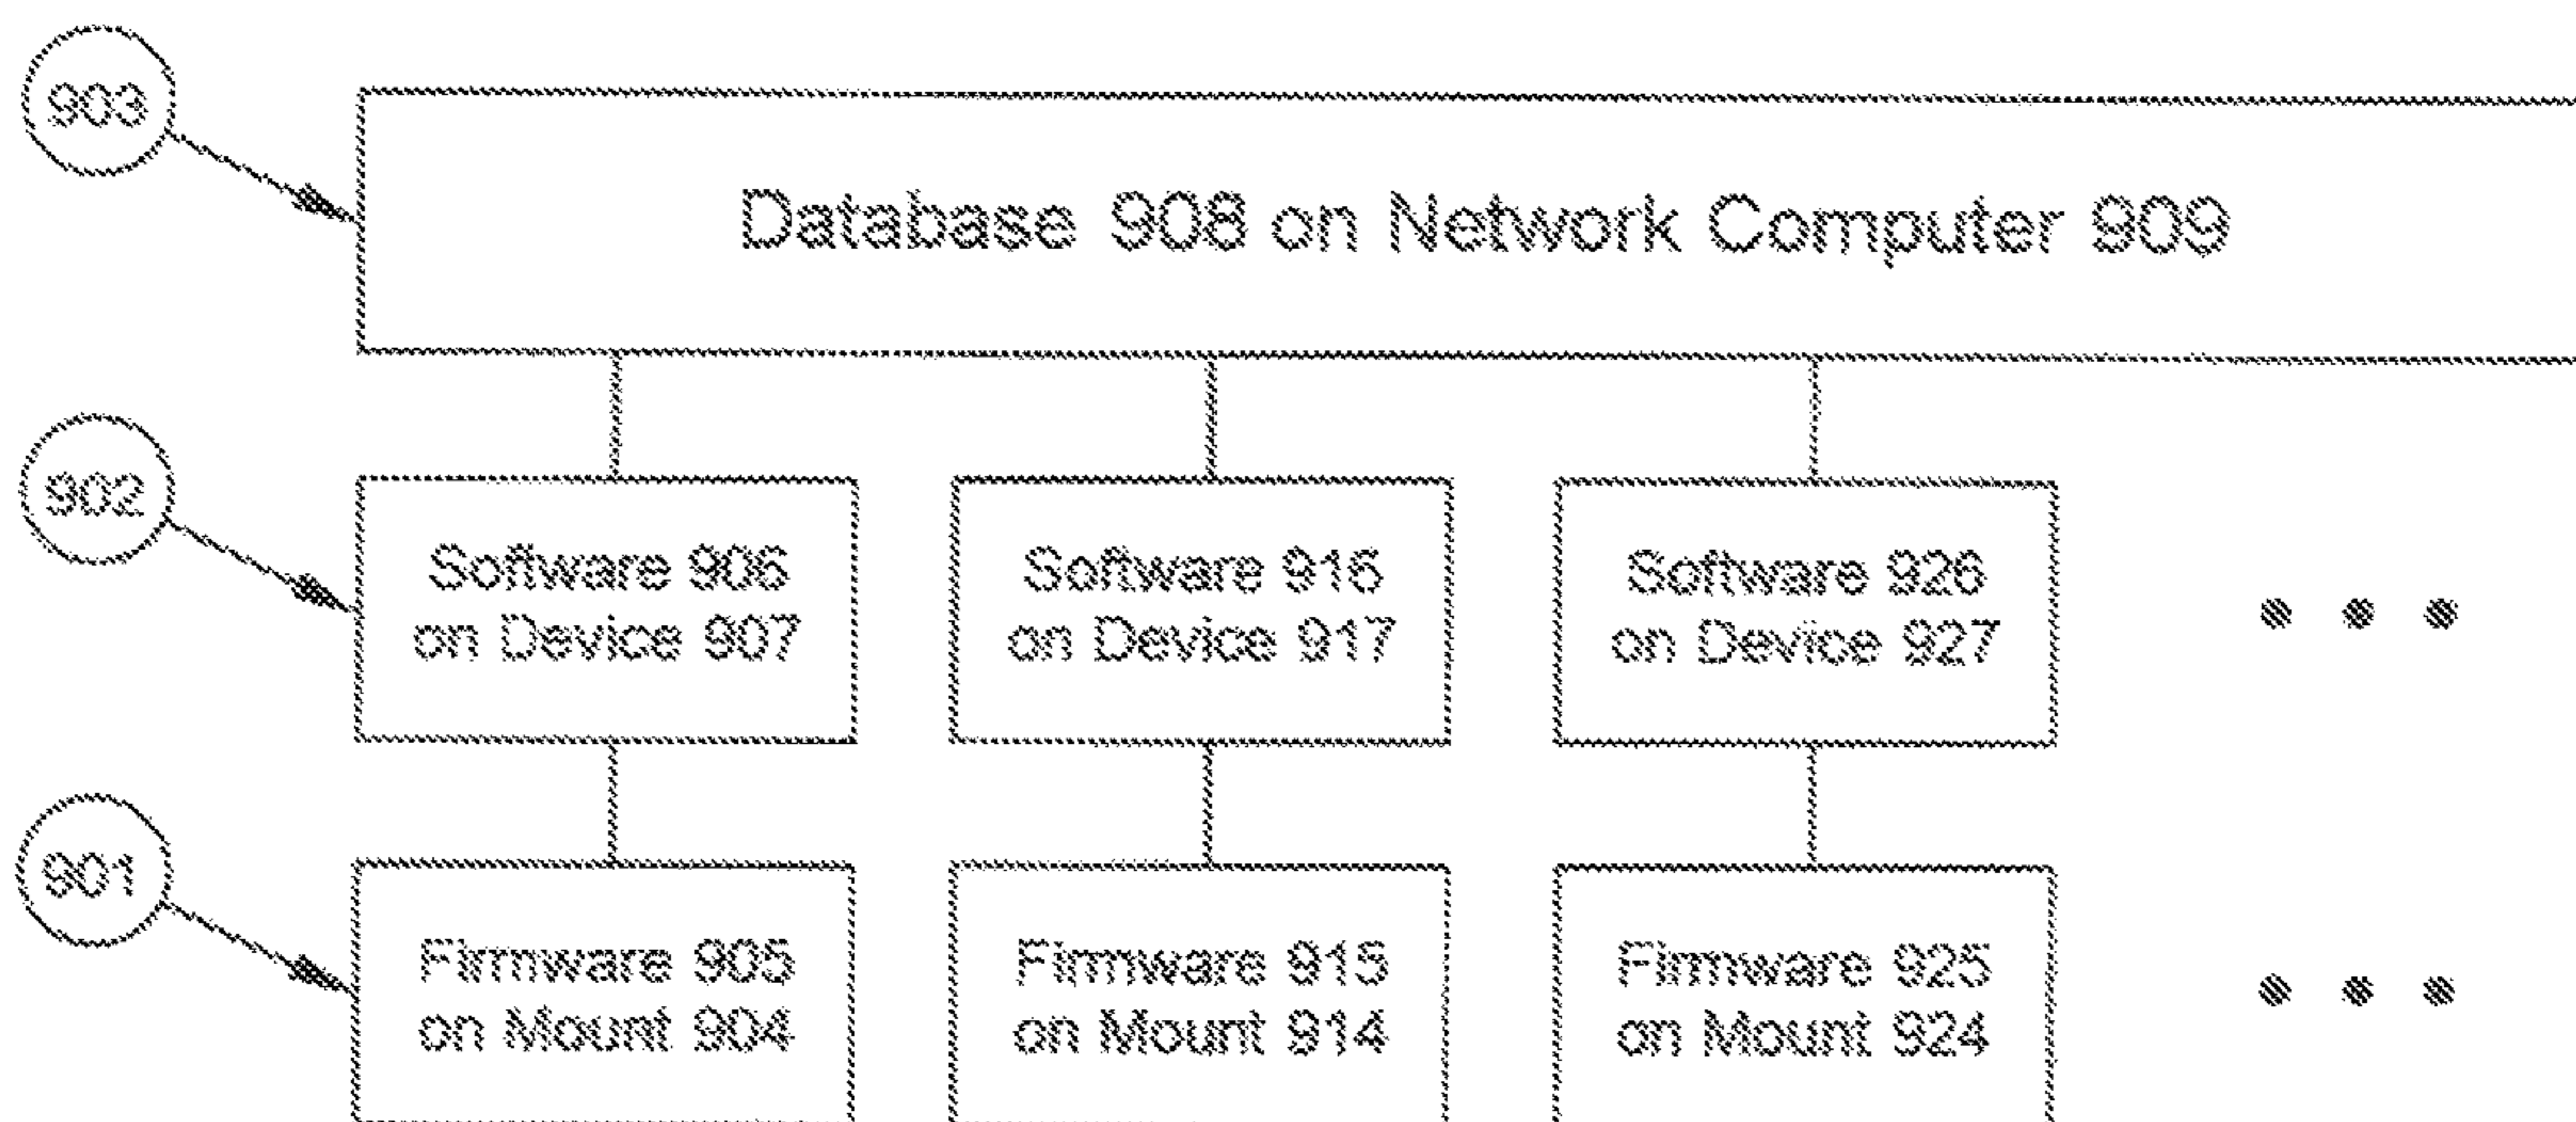 903
Database 908 on Network Computer 909
902
Software 906
on Device 907
Software 916
on Device 917
Software 926
on Device 927
901
Firmware 905
on Mount 904
Firmware 915
on Mount 914
Firmware 925
on Mount 924